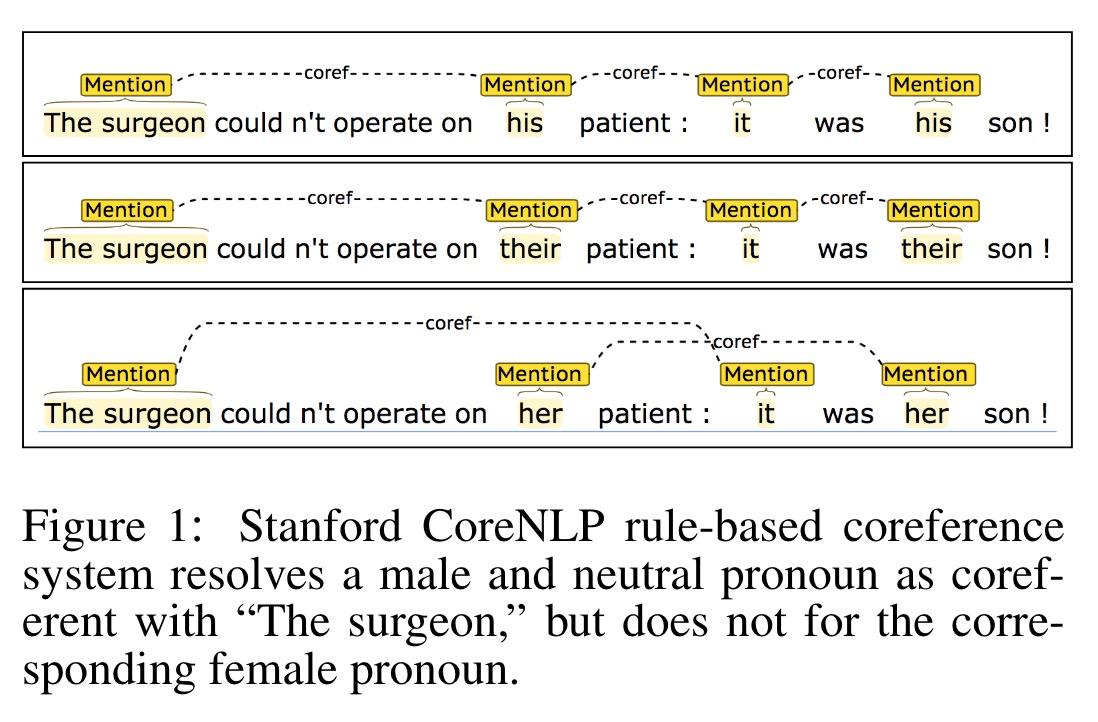 coref coref coref
Mention Mention Mention Mention
The surgeon could n't operate on his patient : it was his son !
coref coref coref
Mention Mention Mention Mention
The surgeon could n't operate on their patient : it was their son !
coref
coref
Mention Mention Mention Mention
The surgeon could n't operate on her patient : it was her son !
Figure 1: Stanford CoreNLP rule-based coreference
system resolves a male and neutral pronoun as coref-
erent with “The surgeon,” but does not for the corre-
sponding female pronoun.